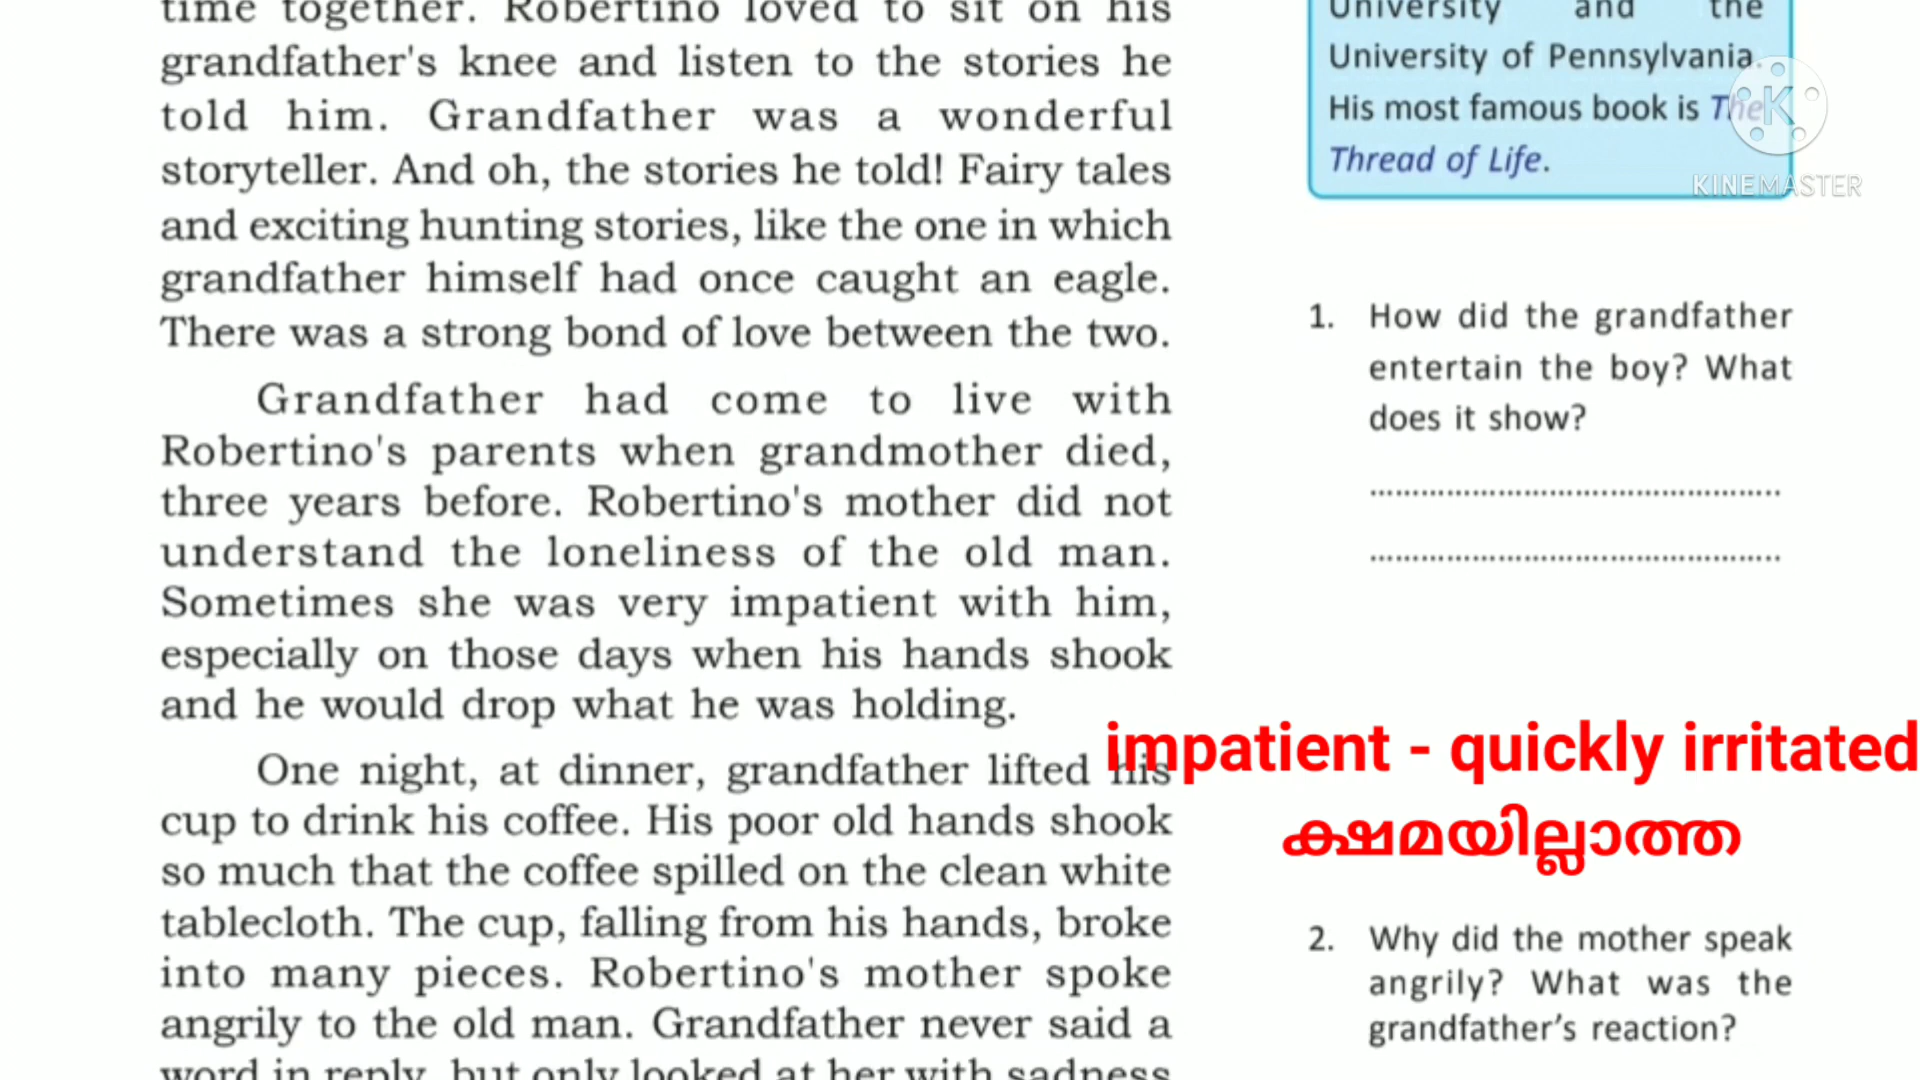 time together. Robertino loved to sit on his
grandfather's knee and listen to the stories he
told him. Grandfather was a wonderful
storyteller. And oh, the stories he told! Fairy tales
and exciting hunting stories, like the one in which
grandfather himself had once caught an eagle.
There was a strong bond of love between the two.
Grandfather had come to live with
Robertino's parents when grandmother died,
three years before. Robertino's mother did not
understand the loneliness of the old man.
Sometimes she was very impatient with him,
especially on those days when his hands shook
and he would drop what he was holding.
One night, at dinner, grandfather lifted his
cup to drink his coffee. His poor old hands shook
so much that the coffee spilled on the clean white
tablecloth. The cup, falling from his hands, broke
into many pieces. Robertino's mother spoke
angrily to the old man. Grandfather never said a
word in reply, but only looked at her with sadness
University and the
University of Pennsylvania.
His most famous book is The
Thread of Life.
K
KINEMASTER
1. How did the grandfather
entertain the boy? What
does it show?
impatient - quickly irritated
ക്ഷമയില്ലാത്ത
2. Why did the mother speak
angrily? What was the
grandfather’s reaction?